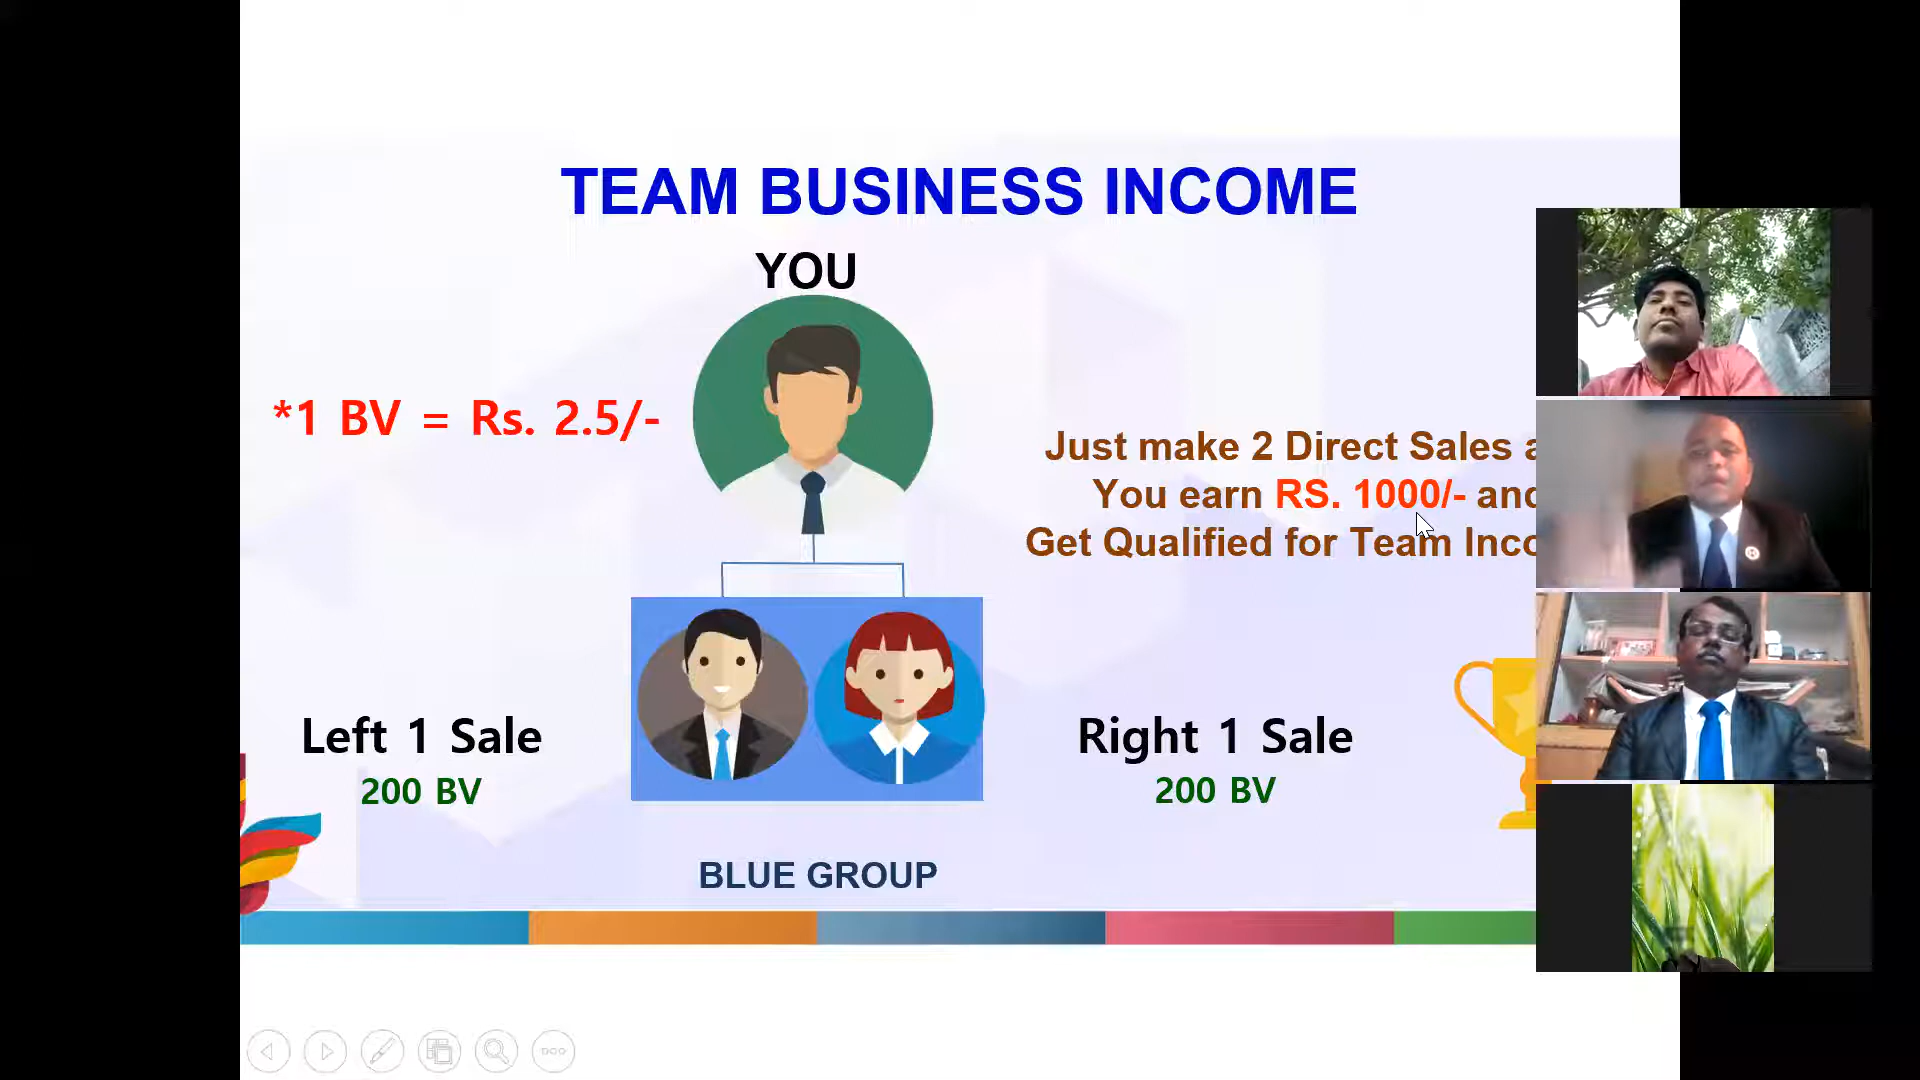 TEAM BUSINESS INCOME
YOU
*1 BV = Rs. 2.5/-
Just make 2 Direct Sales
You earn RS. 1000/- and
Get Qualified for Team
Left 1 Sale
200 BV
Right 1 Sale
200 BV
BLUE GROUP